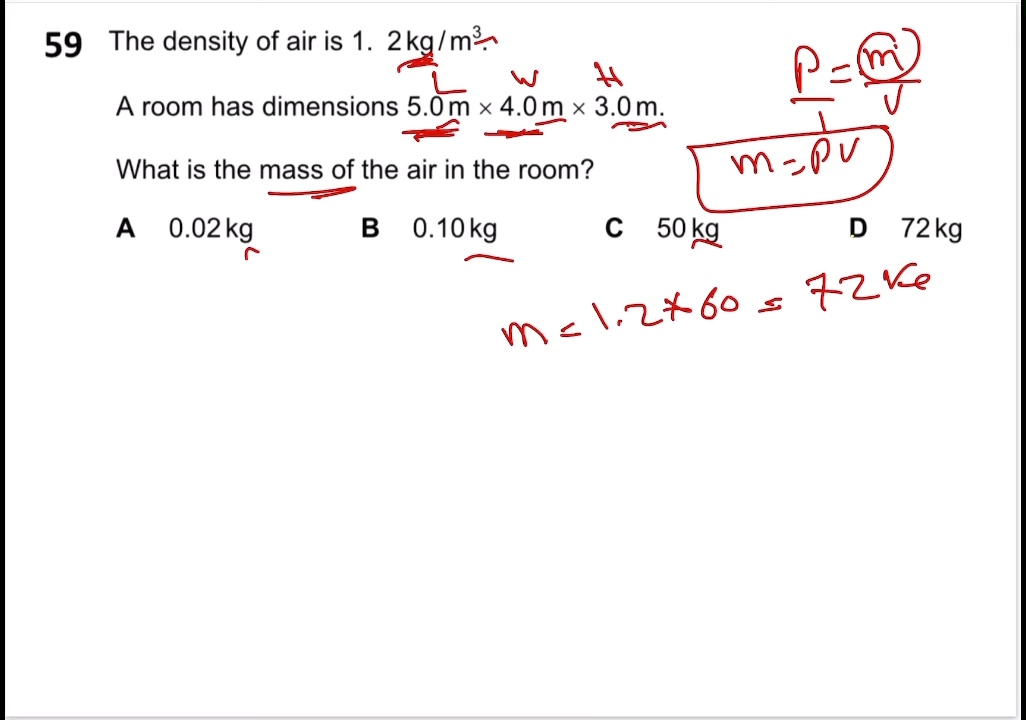 59 The density of air is 1. 2 kg/m³.
L W H
A room has dimensions 5.0 m × 4.0 m × 3.0 m.
What is the mass of the air in the room?
A 0.02 kg B 0.10 kg C 50 kg D 72 kg
ρ = m/V
m = ρV
m = 1.2 * 60 = 72 kg